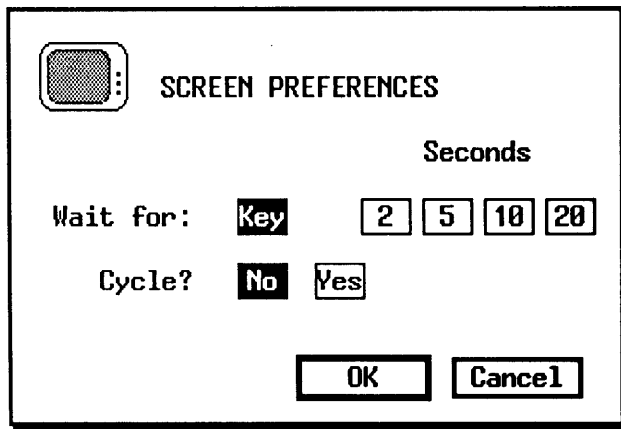 SCREEN PREFERENCES
Seconds
Wait for: Key 2 5 10 20
Cycle? No Yes
OK Cancel